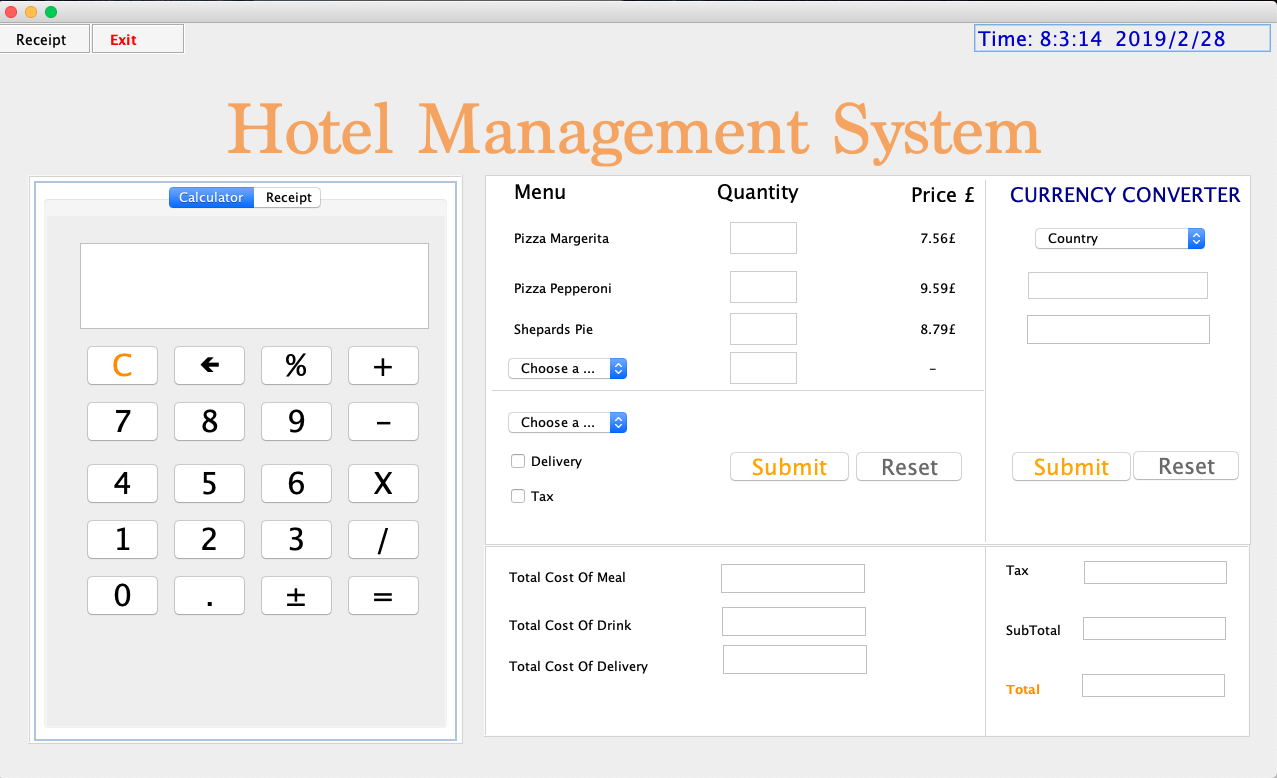 Receipt Exit
Time: 8:3:14 2019/2/28
Hotel Management System
Calculator Receipt
C 🡰 % +
7 8 9 -
4 5 6 X
1 2 3 /
0 . ± =
Menu Quantity Price £
Pizza Margerita 7.56£
Pizza Pepperoni 9.59£
Shepards Pie 8.79£
Choose a ... -
Choose a ...
Delivery
Tax
Submit Reset
CURRENCY CONVERTER
Country
Submit Reset
Total Cost Of Meal
Total Cost Of Drink
Total Cost Of Delivery
Tax
SubTotal
Total